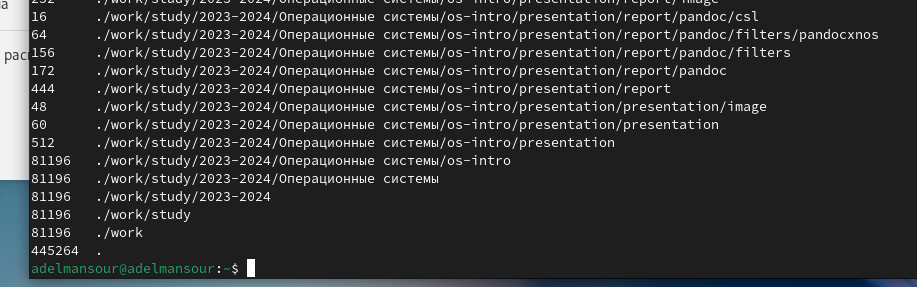 16 ./work/study/2023-2024/Операционные системы/os-intro/presentation/report/pandoc/csl
64 ./work/study/2023-2024/Операционные системы/os-intro/presentation/report/pandoc/filters/pandocxnos
156 ./work/study/2023-2024/Операционные системы/os-intro/presentation/report/pandoc/filters
172 ./work/study/2023-2024/Операционные системы/os-intro/presentation/report/pandoc
444 ./work/study/2023-2024/Операционные системы/os-intro/presentation/report
48 ./work/study/2023-2024/Операционные системы/os-intro/presentation/presentation/image
60 ./work/study/2023-2024/Операционные системы/os-intro/presentation/presentation
512 ./work/study/2023-2024/Операционные системы/os-intro/presentation
81196 ./work/study/2023-2024/Операционные системы/os-intro
81196 ./work/study/2023-2024/Операционные системы
81196 ./work/study/2023-2024
81196 ./work/study
81196 ./work
445264 .
adelmansour@adelmansour:~$